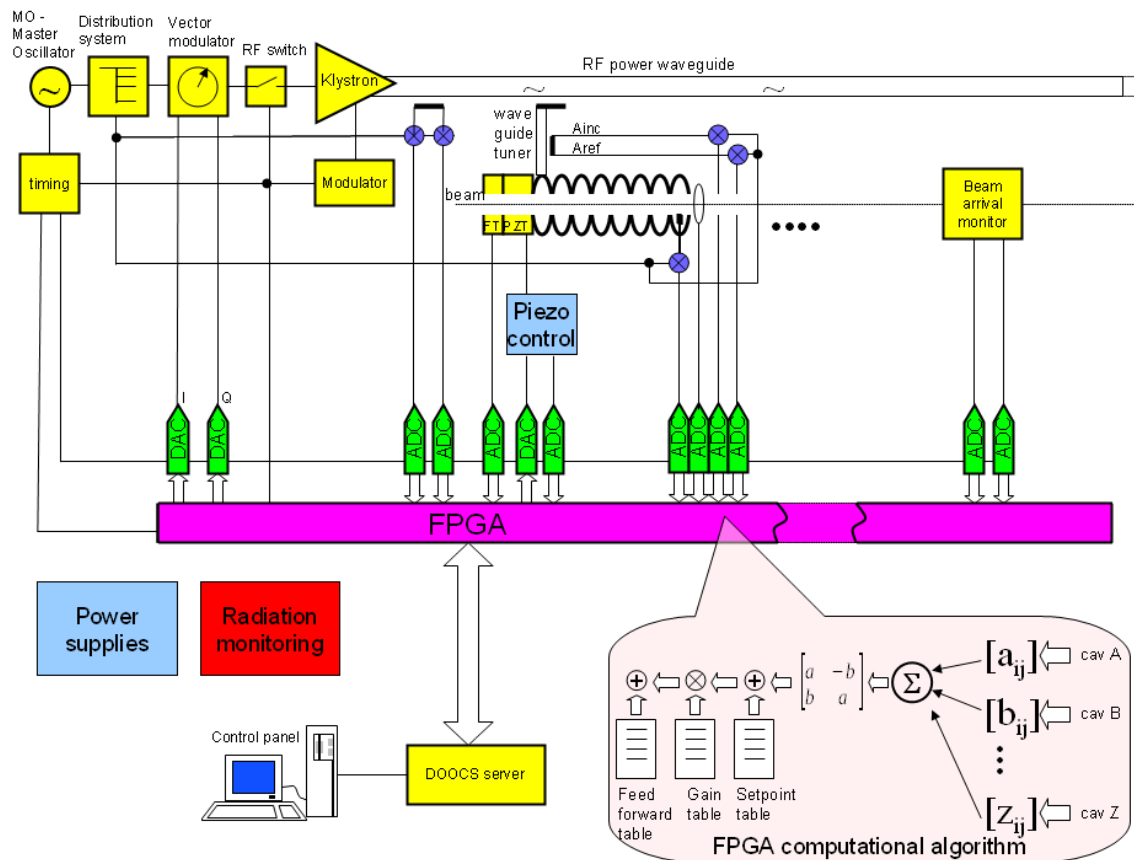 MO -
Master
Oscillator
Distribution
system
Vector
modulator
RF switch
Klystron
RF power waveguide
~
~
~
wave
guide
tuner
Ainc
Aref
timing
Modulator
beam
FT
PZT
Beam
arrival
monitor
Piezo
control
I
Q
DAC
DAC
ADC
ADC
ADC
DAC
ADC
ADC
ADC
ADC
ADC
ADC
ADC
FPGA
Power
supplies
Radiation
monitoring
[aij]
cav A
a -b
b a
Σ
[bij]
cav B
[zij]
cav Z
Feed
forward
table
Gain
table
Setpoint
table
FPGA computational algorithm
Control panel
DOOCS server